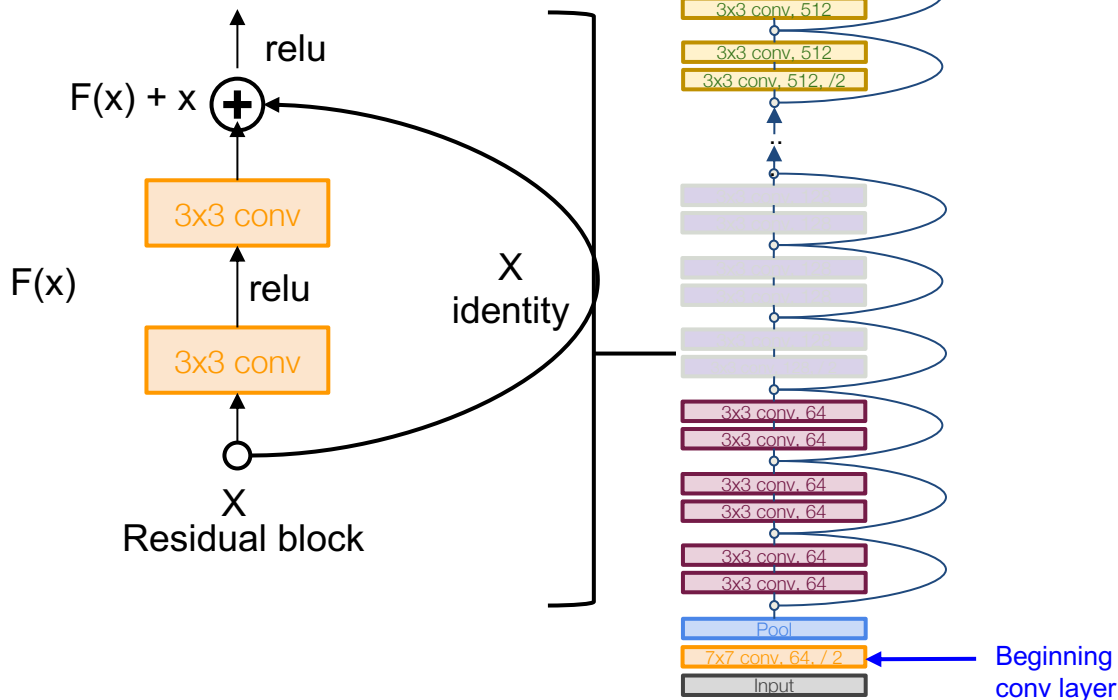 relu
F(x) + x
3x3 conv
F(x)
relu
3x3 conv
X
identity
X
Residual block
3x3 conv, 512
3x3 conv, 512
3x3 conv, 512, /2
..
.
3x3 conv, 64
3x3 conv, 64
3x3 conv, 64
3x3 conv, 64
3x3 conv, 64
3x3 conv, 64
Pool
7x7 conv, 64, / 2
Input
Beginning
conv layer